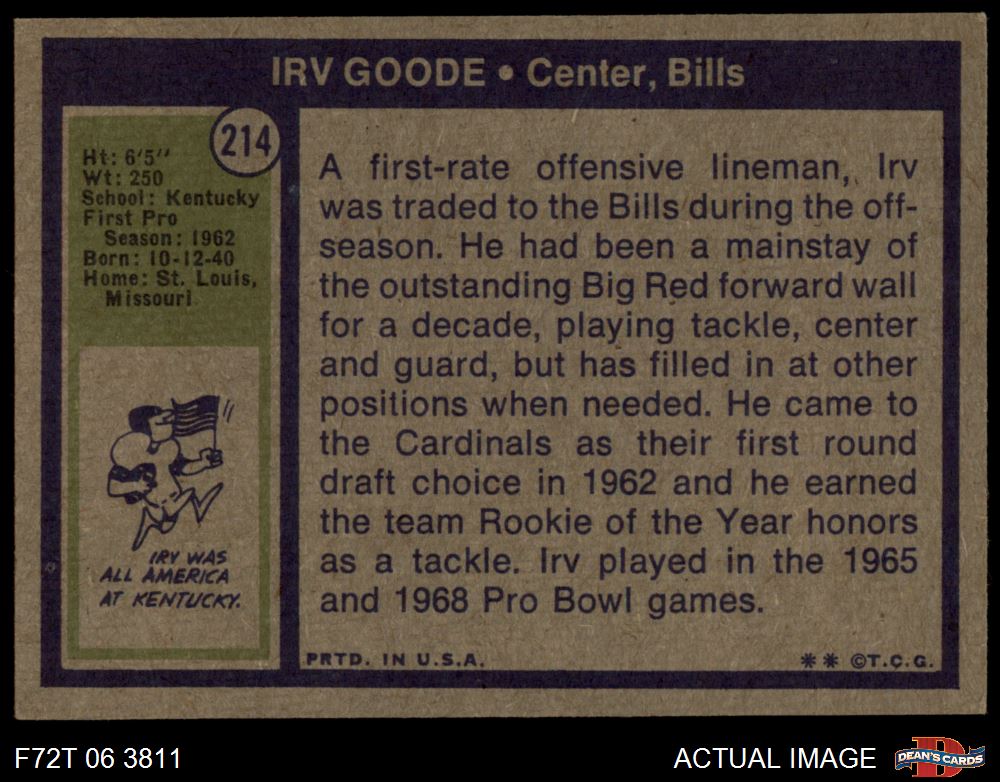 IRV GOODE • Center, Bills
214
Ht: 6'5"
Wt: 250
School: Kentucky
First Pro
Season: 1962
Born: 10-12-40
Home: St. Louis,
Missouri
IRV WAS
ALL AMERICA
AT KENTUCKY.
A first-rate offensive lineman, Irv
was traded to the Bills during the off-
season. He had been a mainstay of
the outstanding Big Red forward wall
for a decade, playing tackle, center
and guard, but has filled in at other
positions when needed. He came to
the Cardinals as their first round
draft choice in 1962 and he earned
the team Rookie of the Year honors
as a tackle. Irv played in the 1965
and 1968 Pro Bowl games.
PRTD. IN U.S.A.
** ©T.C.G.
F72T 06 3811
ACTUAL IMAGE
D
DEAN'S CARDS